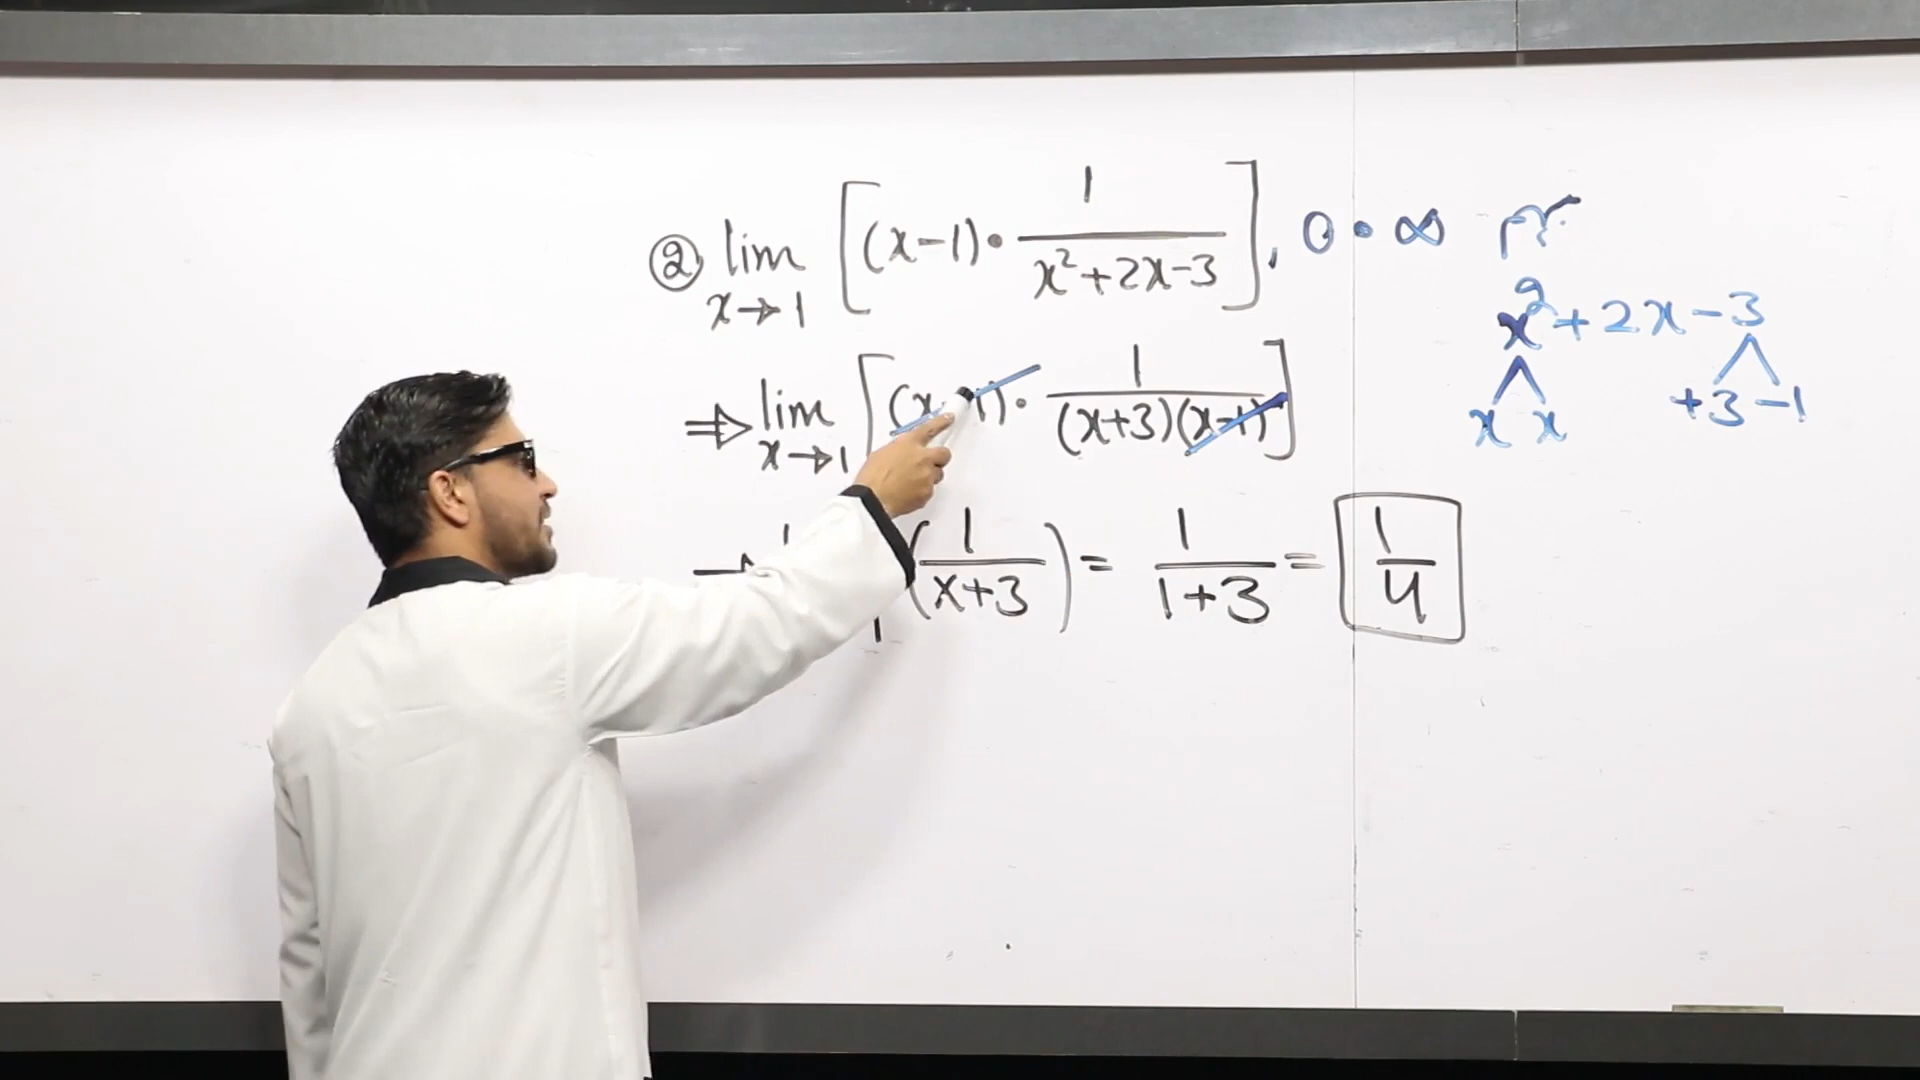 ② lim x→1 [(x-1)• 1/(x²+2x-3)], 0•∞
x²+2x-3
x x +3 -1
⇒ lim x→1 [(x-1)• 1/((x+3)(x-1))]
(1/(x+3)) = 1/(1+3) = 1/4